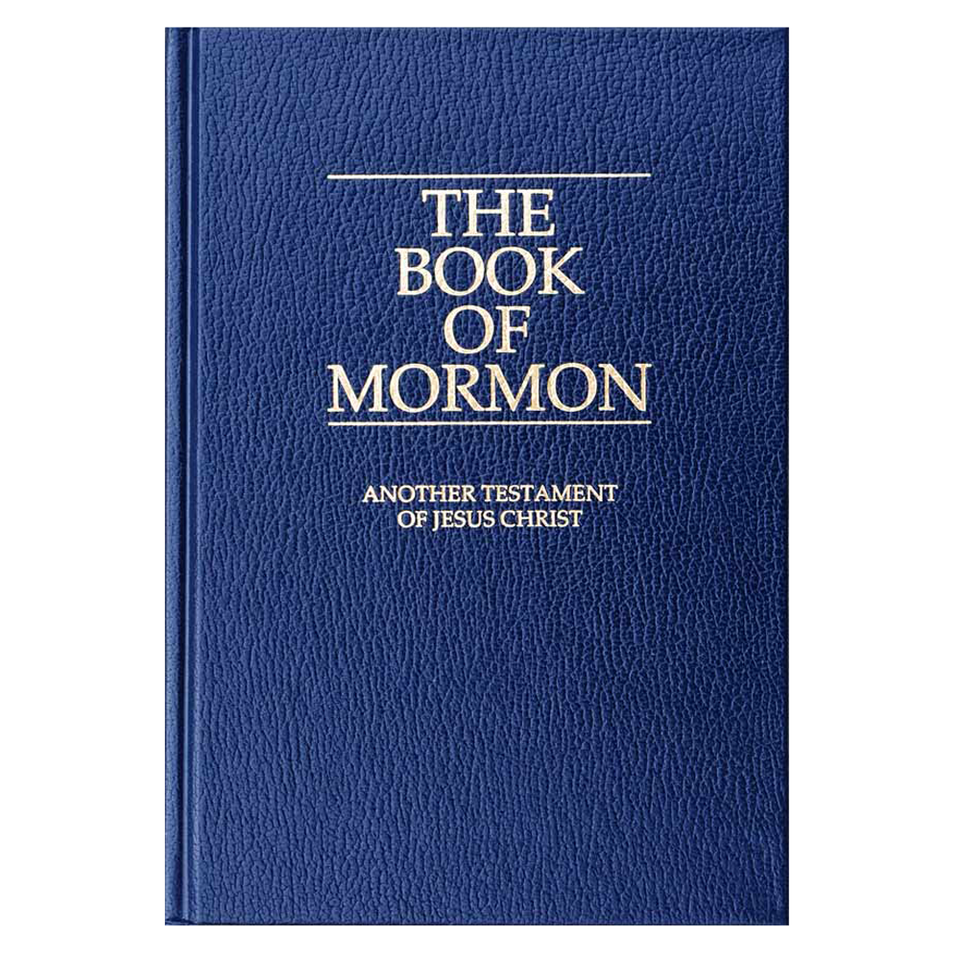 THE
BOOK
OF
MORMON
ANOTHER TESTAMENT
OF JESUS CHRIST